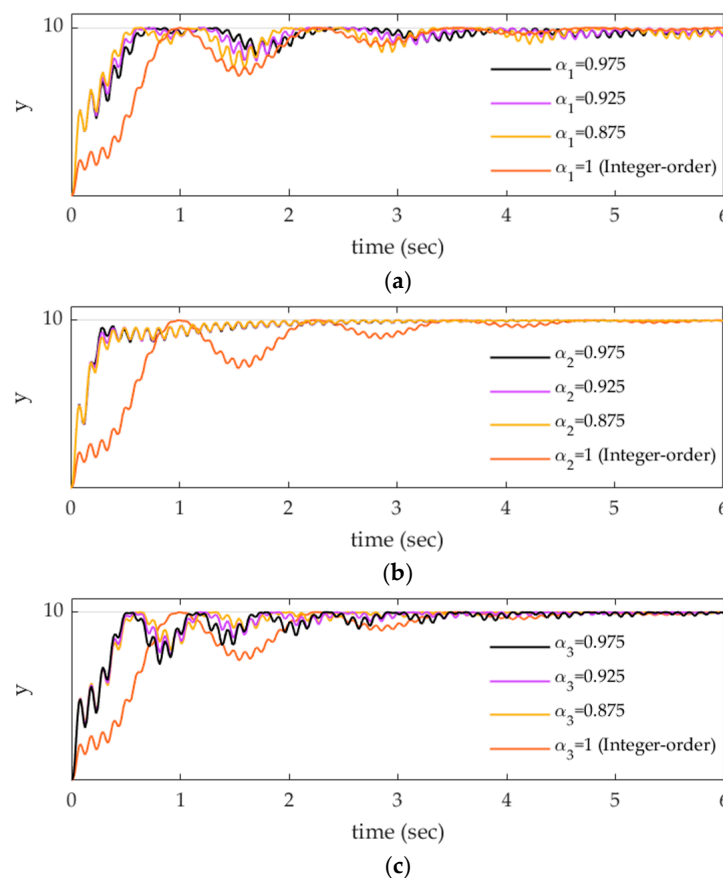 10
y
α1=0.975
α1=0.925
α1=0.875
α1=1 (Integer-order)
0 1 2 3 4 5 6
time (sec)
(a)
10
y
α2=0.975
α2=0.925
α2=0.875
α2=1 (Integer-order)
0 1 2 3 4 5 6
time (sec)
(b)
10
y
α3=0.975
α3=0.925
α3=0.875
α3=1 (Integer-order)
0 1 2 3 4 5 6
time (sec)
(c)